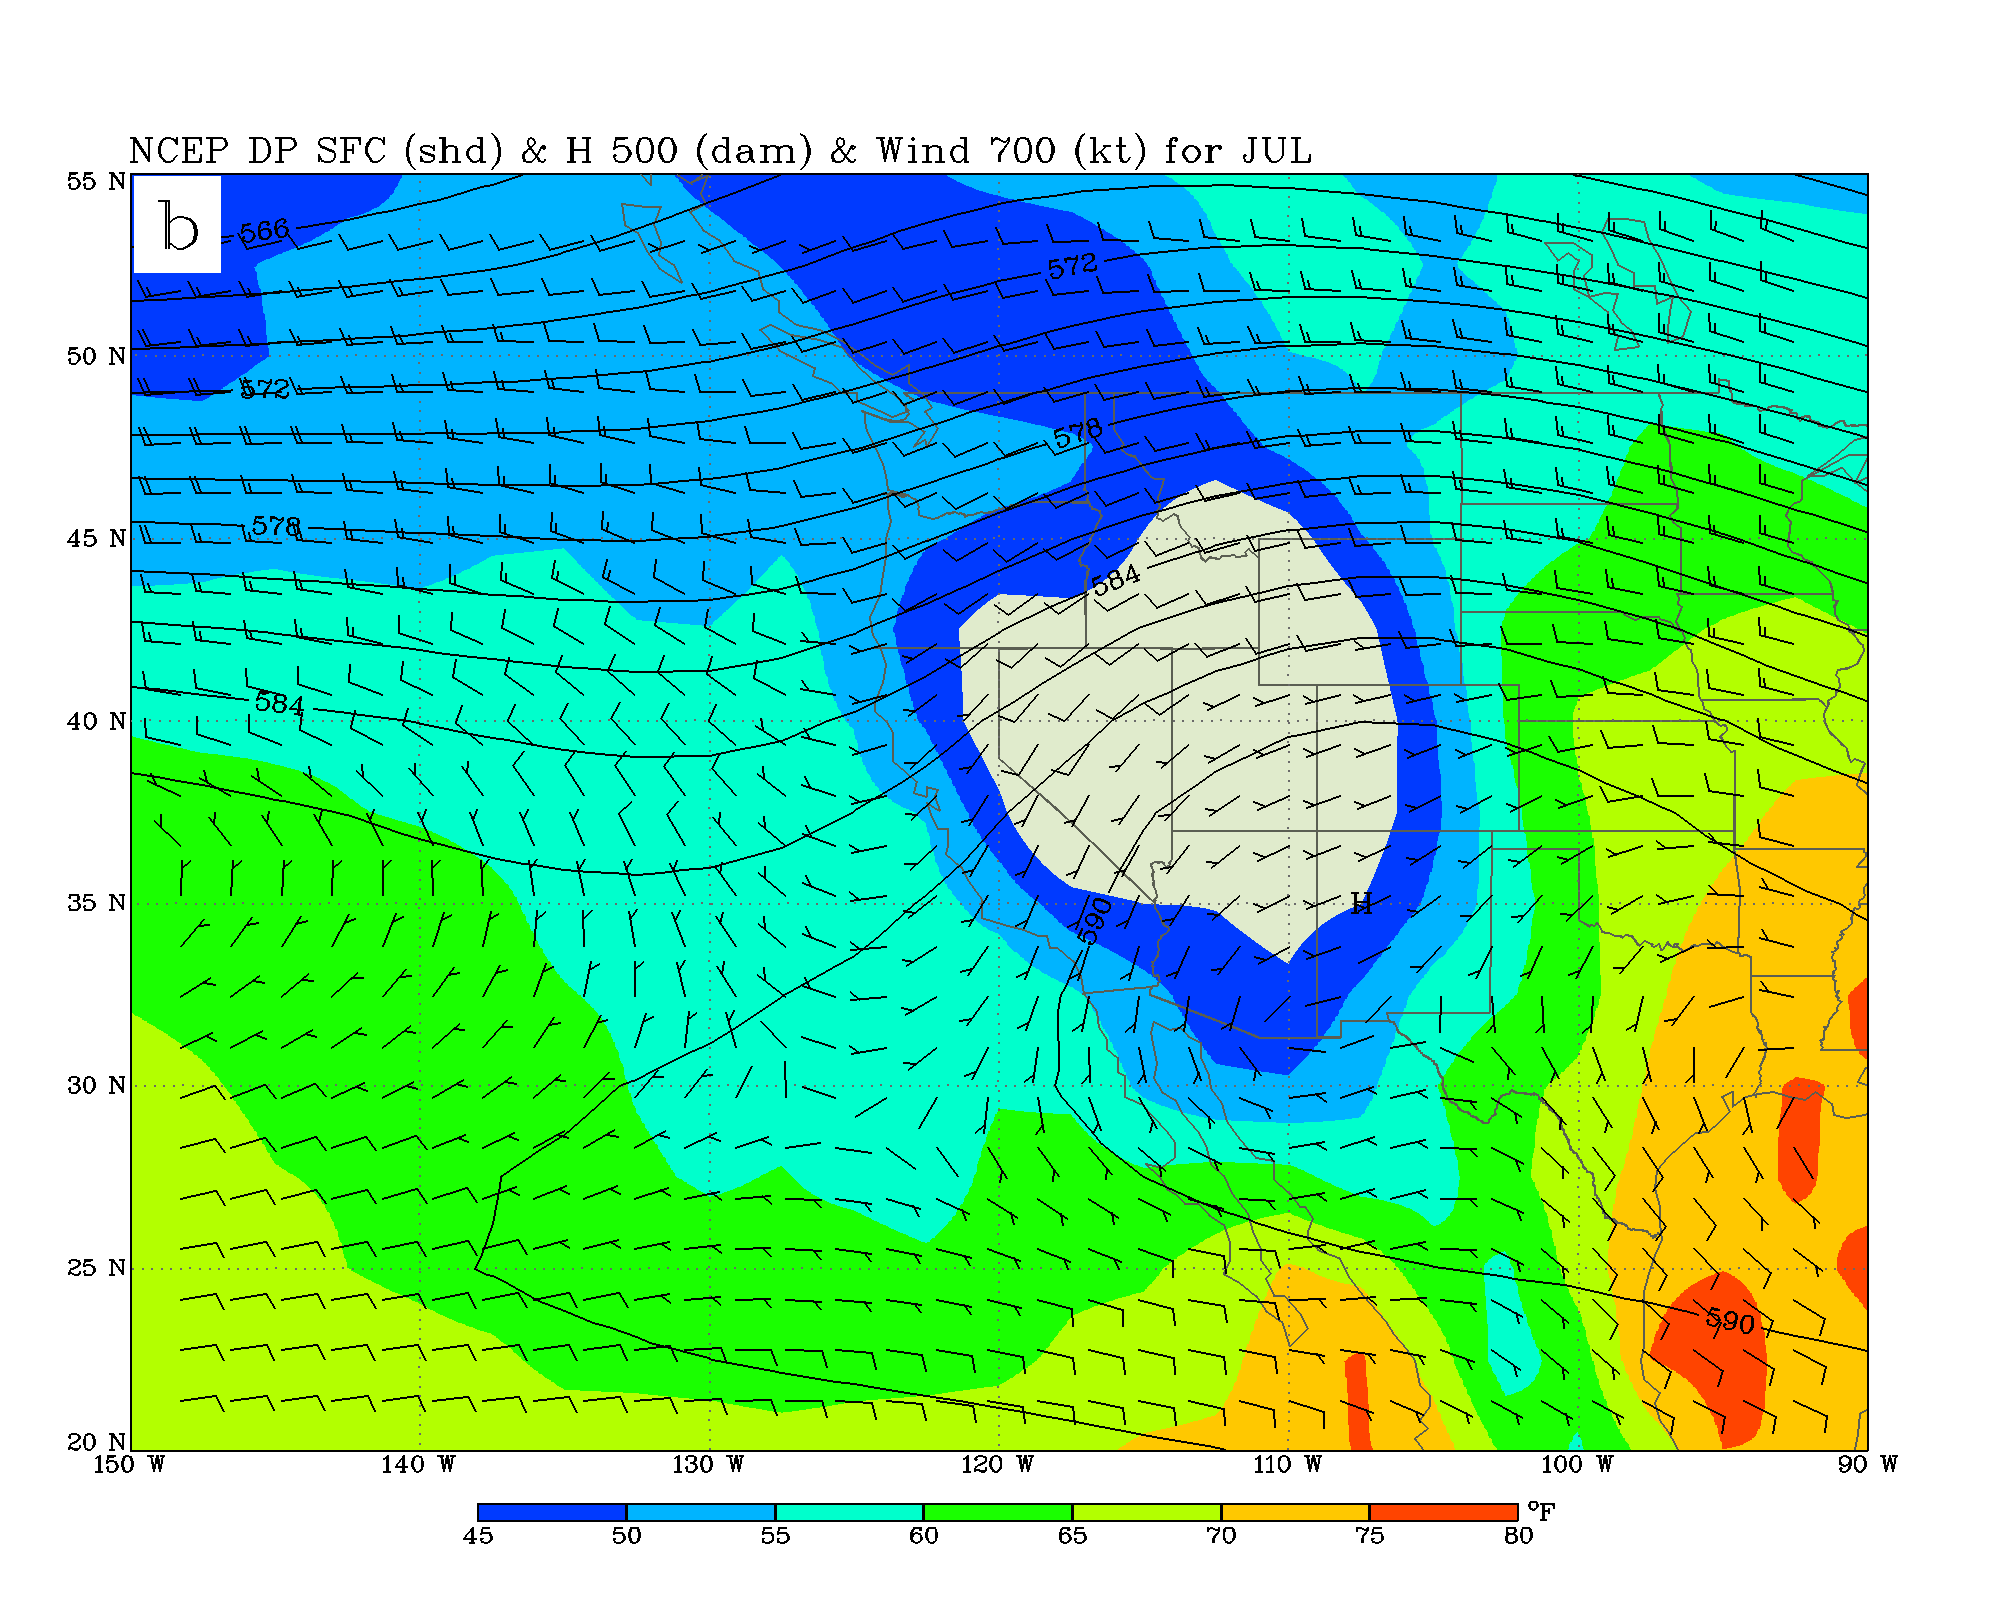 NCEP DP SFC (shd) & H 500 (dam) & Wind 700 (kt) for JUL
55 N
b
566
572
50 N
572
578
578
45 N
584
584
40 N
35 N
H
590
30 N
25 N
590
20 N
150 W 140 W 130 W 120 W 110 W 100 W 90 W
45 50 55 60 65 70 75 80 °F